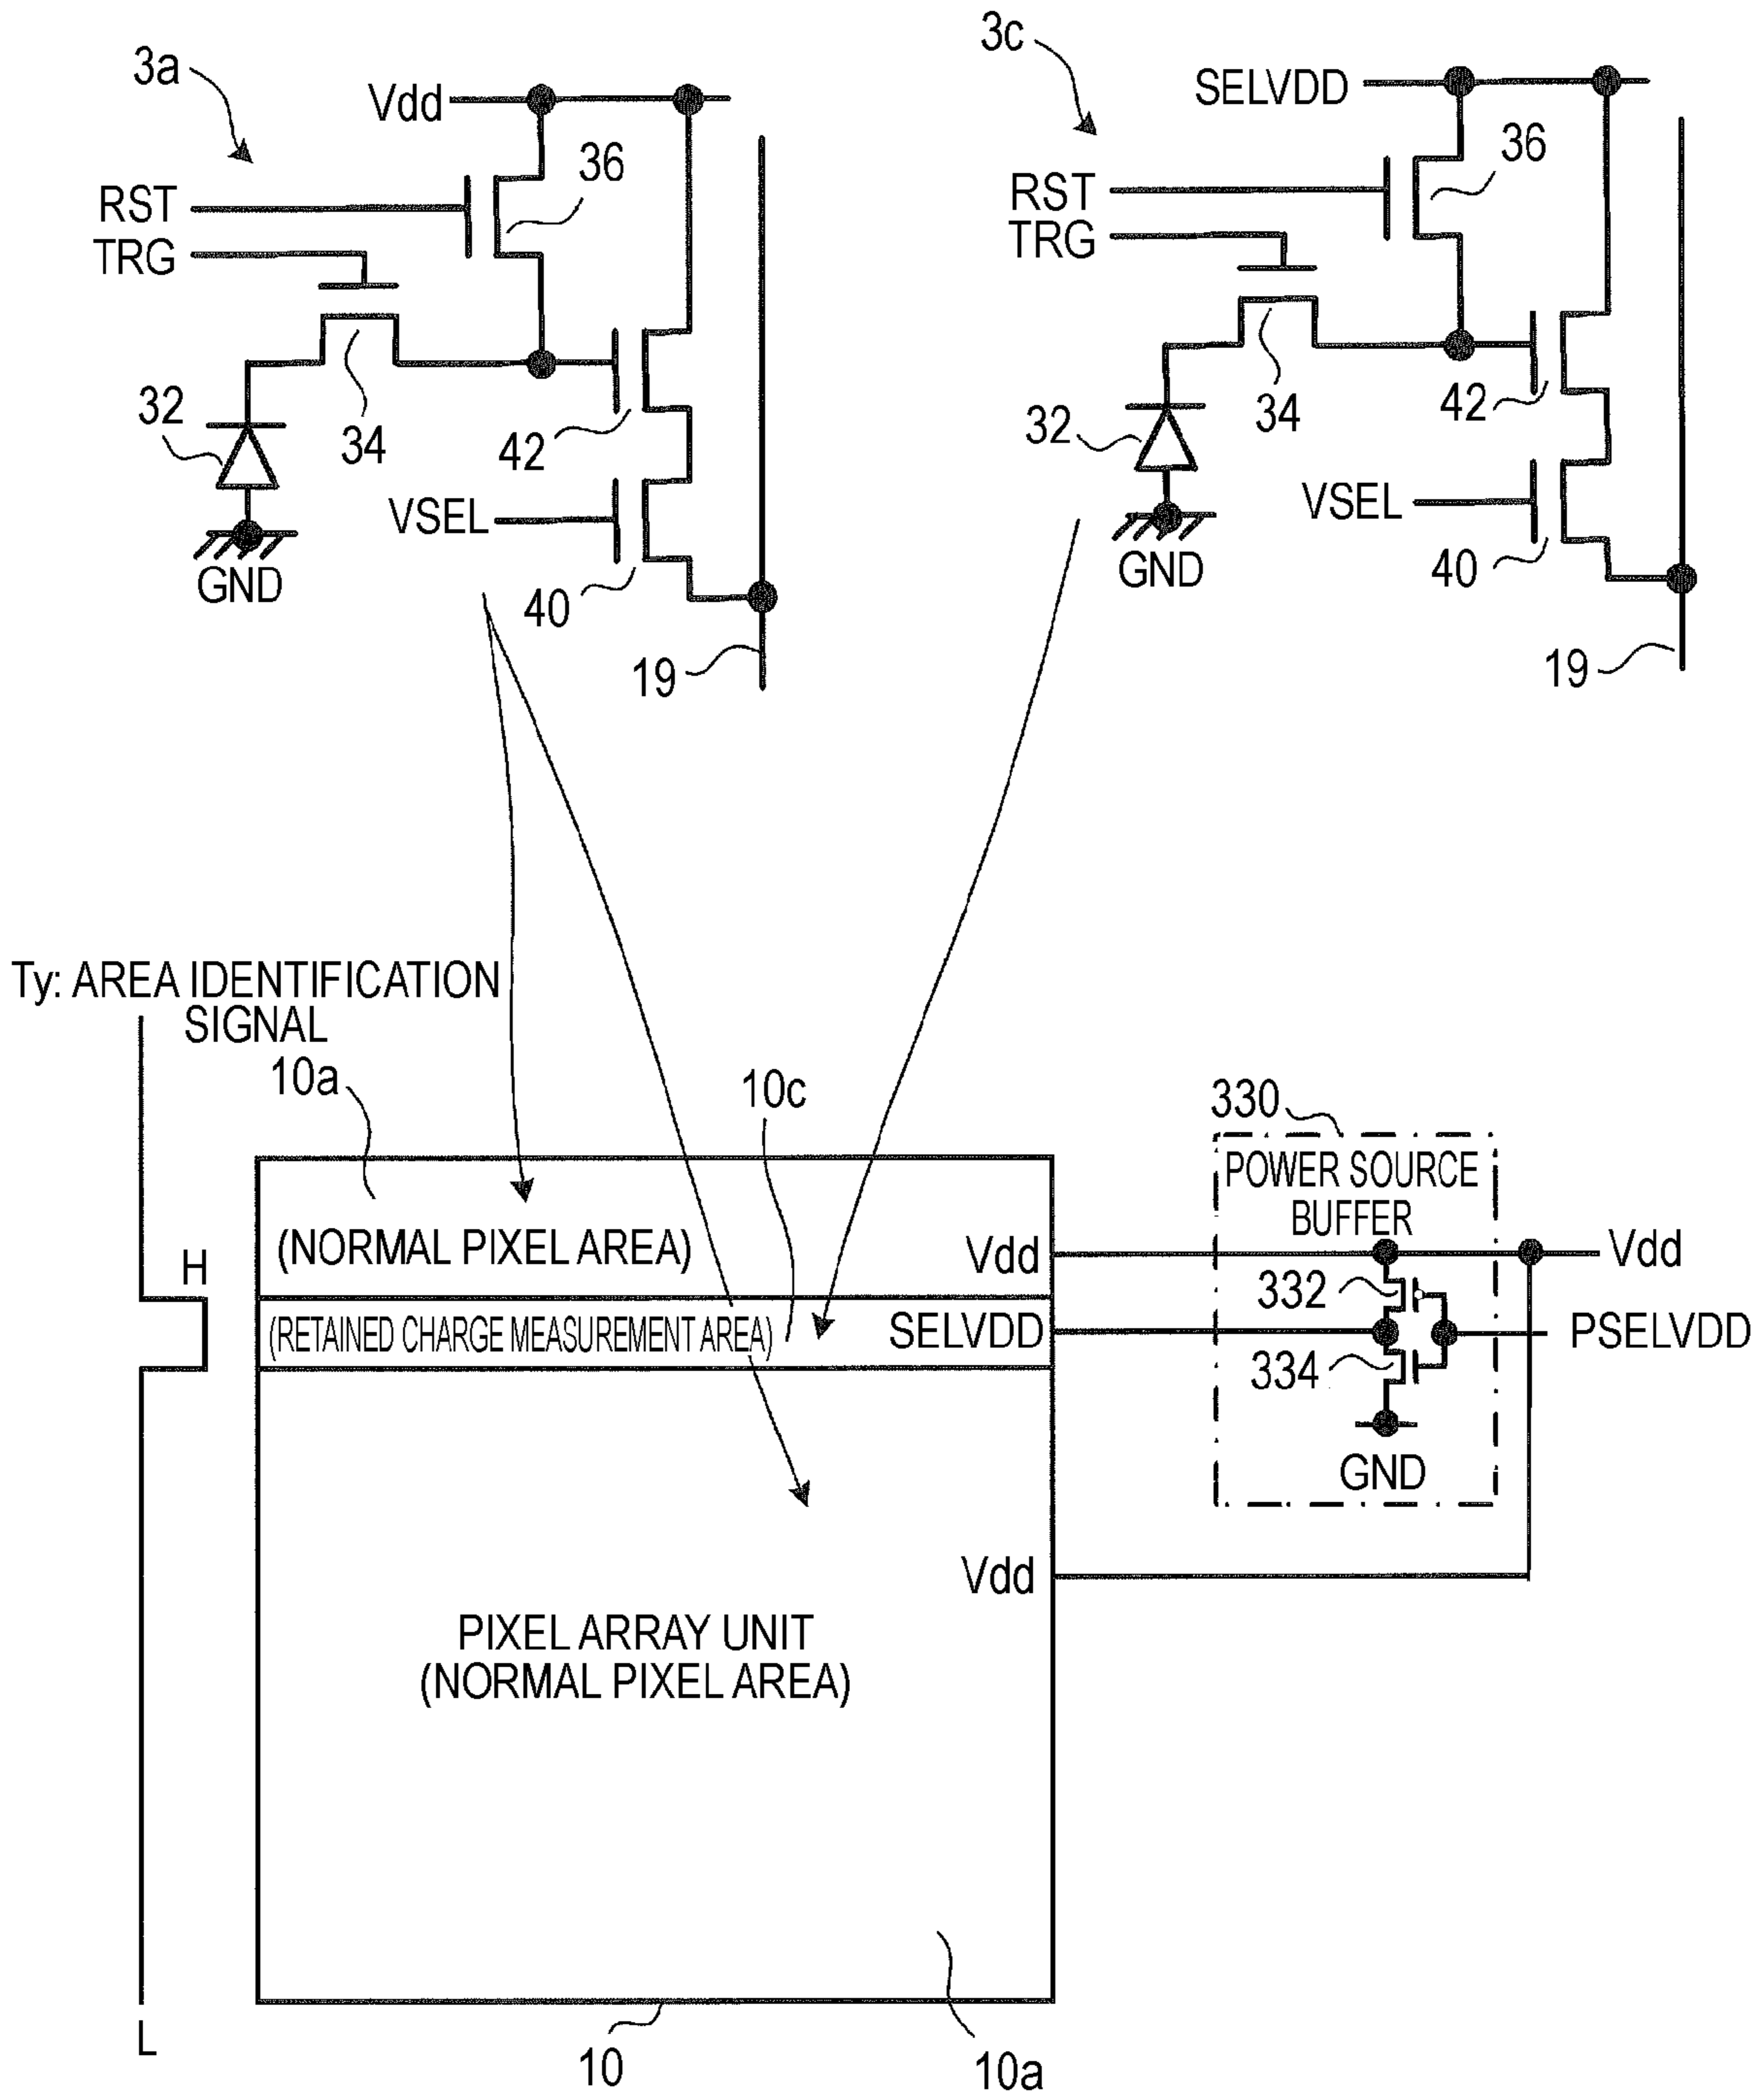 3a
Vdd
36
RST
TRG
32
34
42
VSEL
GND
40
19
3c
SELVDD
36
RST
TRG
32
34
42
VSEL
GND
40
19
Ty: AREA IDENTIFICATION
SIGNAL
10a
10c
330
POWER SOURCE
BUFFER
(NORMAL PIXEL AREA)
Vdd
Vdd
H
332
(RETAINED CHARGE MEASUREMENT AREA)
SELVDD
PSELVDD
334
GND
Vdd
PIXEL ARRAY UNIT
(NORMAL PIXEL AREA)
L
10
10a